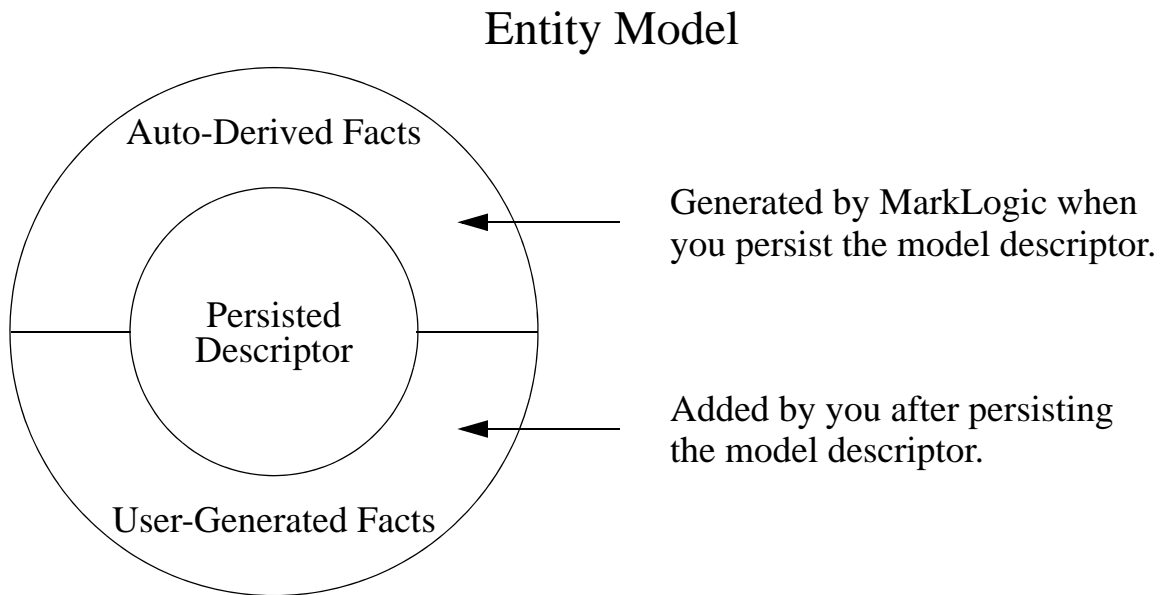 Entity Model
Auto-Derived Facts
Generated by MarkLogic when
you persist the model descriptor.
Persisted
Descriptor
Added by you after persisting
the model descriptor.
User-Generated Facts